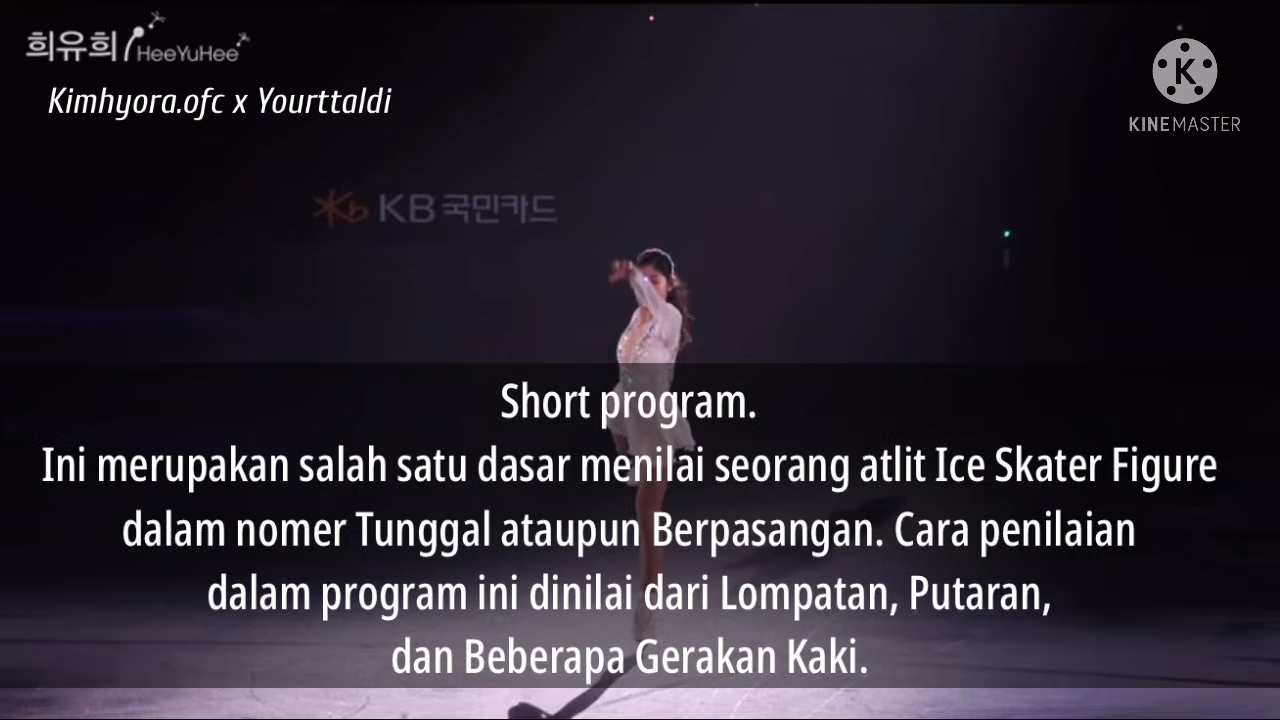 희유희 HeeYuHee
Kimhyora.ofc x Yourttaldi
K
KINEMASTER
KB국민카드
Short program.
Ini merupakan salah satu dasar menilai seorang atlit Ice Skater Figure
dalam nomer Tunggal ataupun Berpasangan. Cara penilaian
dalam program ini dinilai dari Lompatan, Putaran,
dan Beberapa Gerakan Kaki.